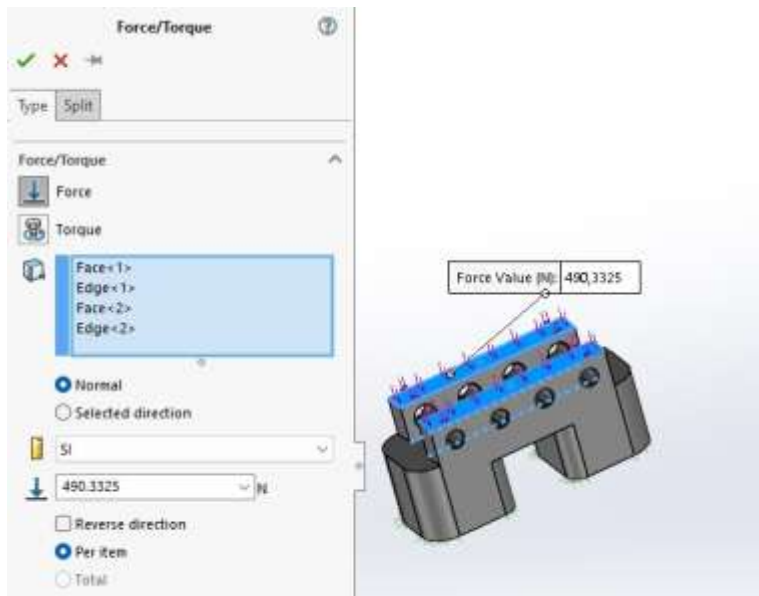 Force/Torque
Type Split
Force/Torque
Force
Torque
Face<1>
Edge<1>
Face<2>
Edge<2>
Normal
Selected direction
SI
490.3325 N
Reverse direction
Per item
Total
Force Value (N): 490,3325